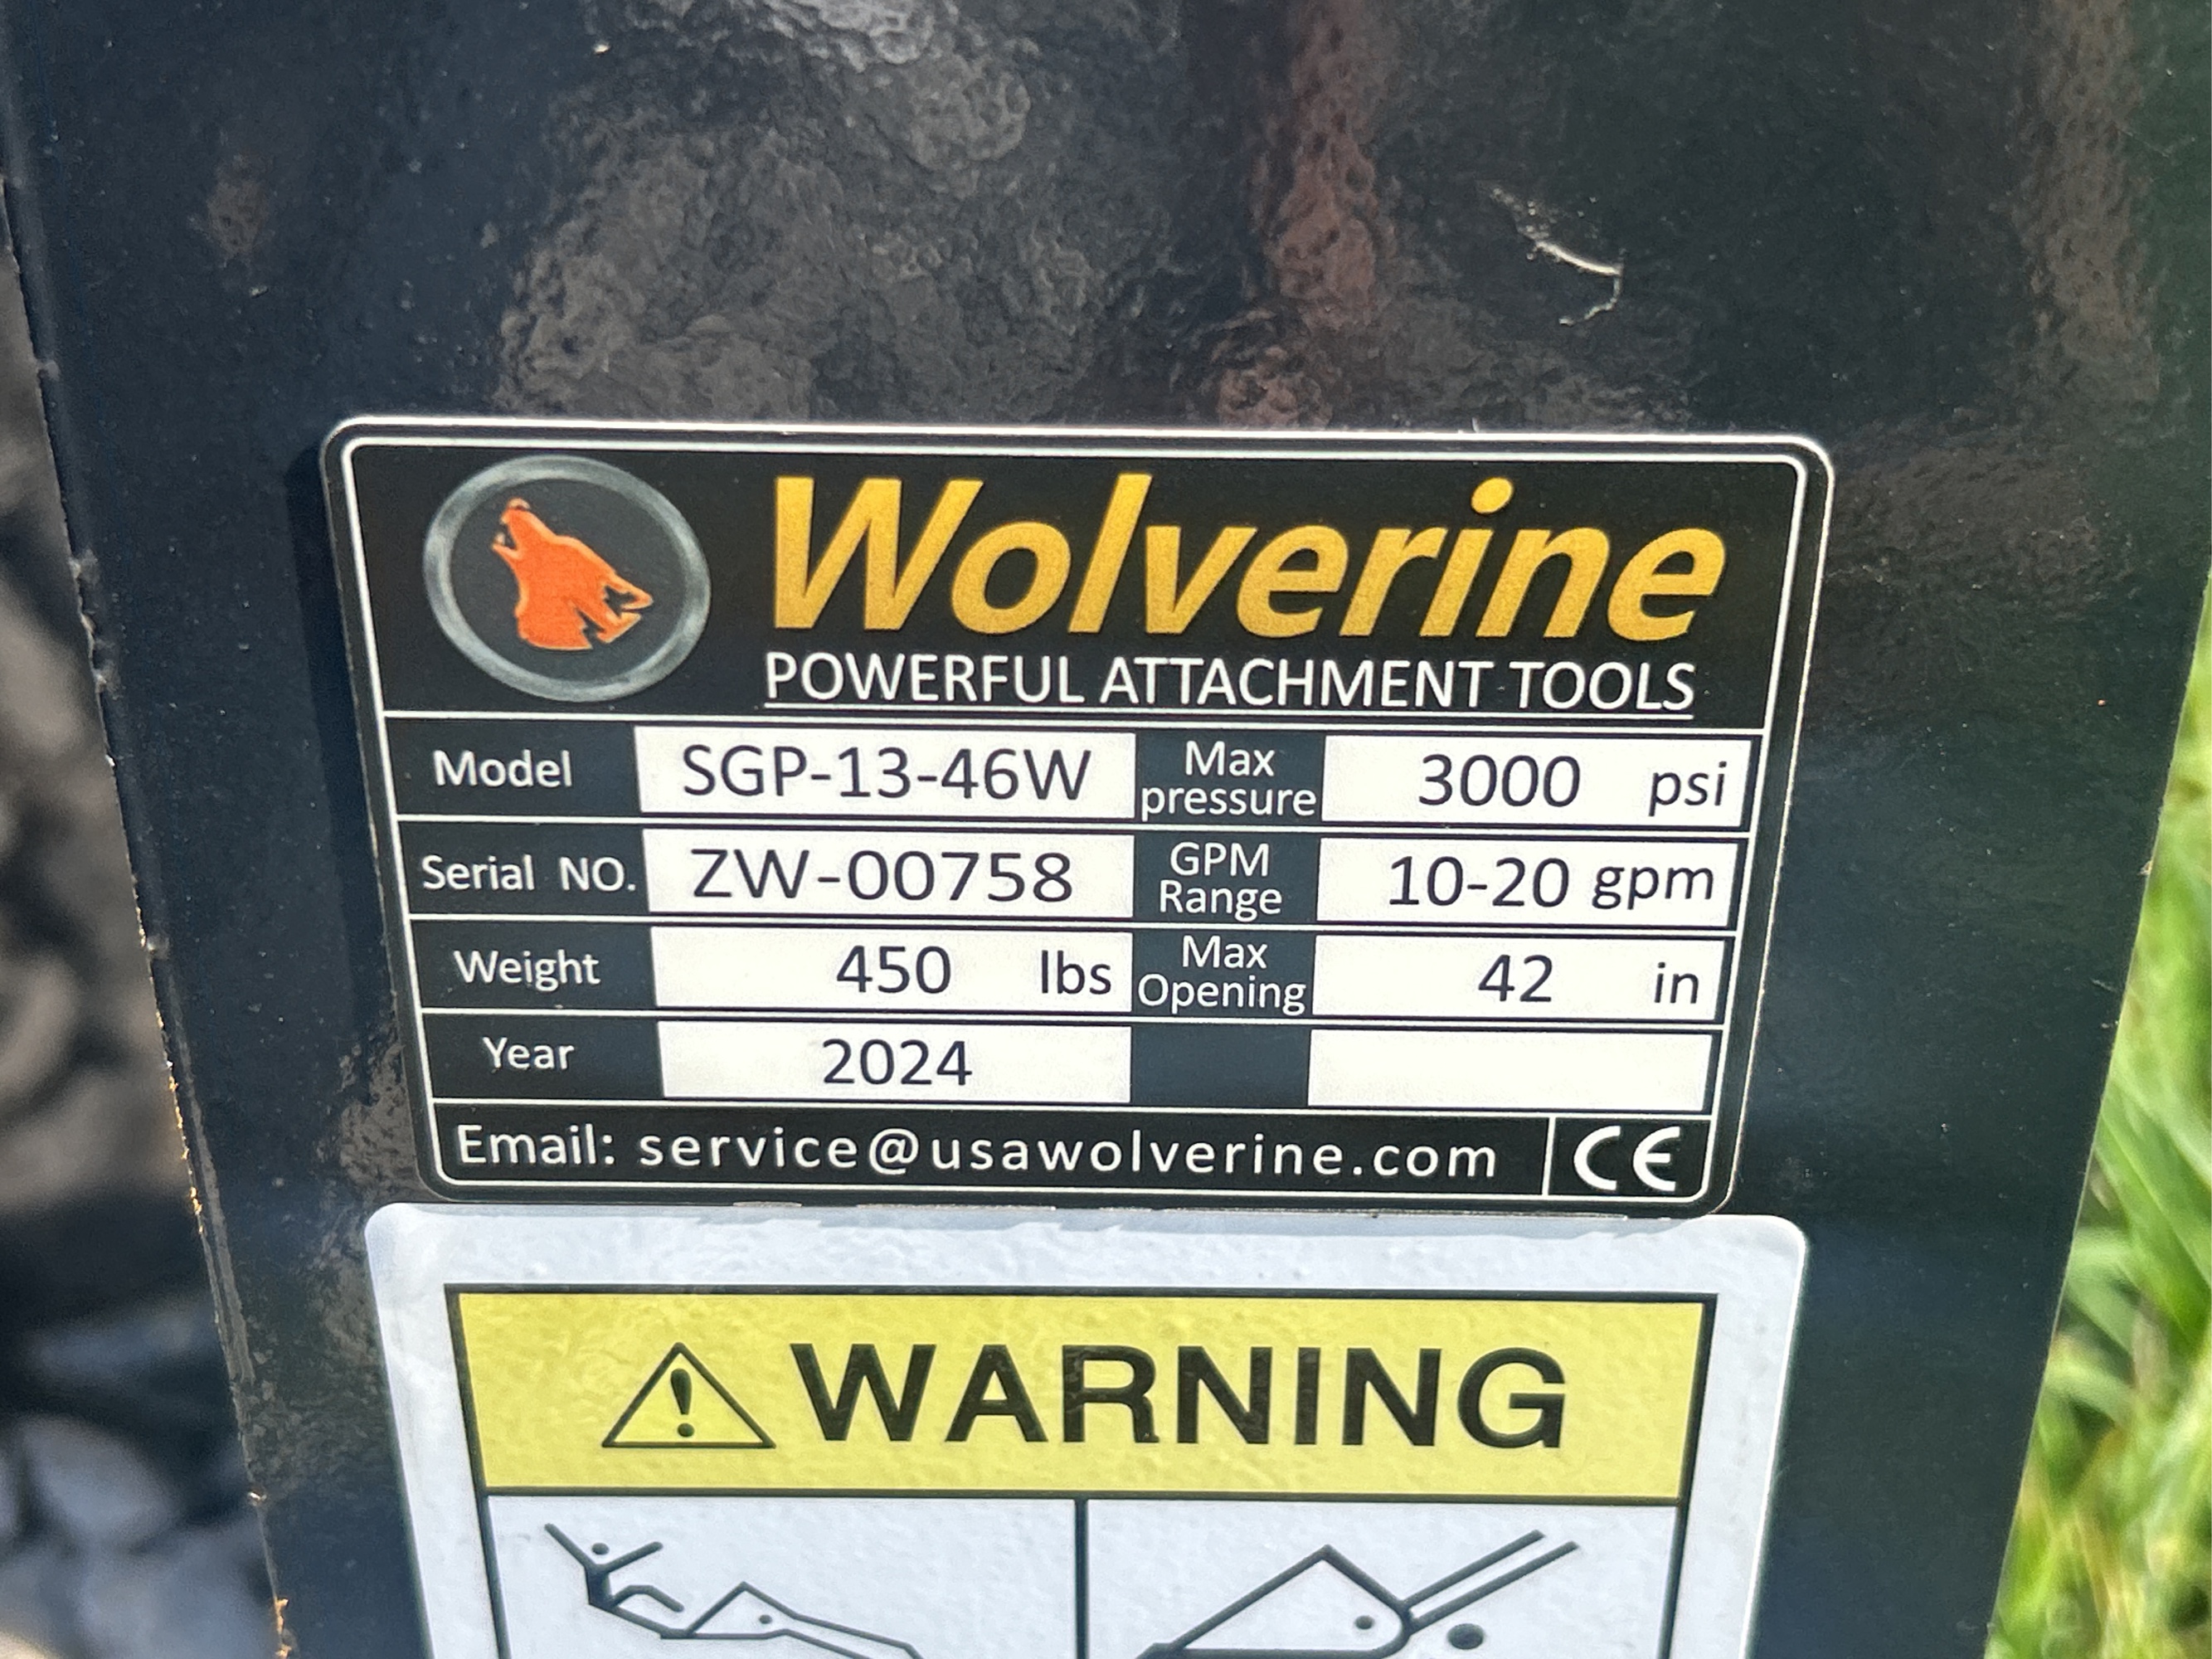 Wolverine
POWERFUL ATTACHMENT TOOLS
Model SGP-13-46W Max pressure 3000 psi
Serial NO. ZW-00758 GPM Range 10-20 gpm
Weight 450 lbs Max Opening 42 in
Year 2024
Email: service@usawolverine.com CE
WARNING